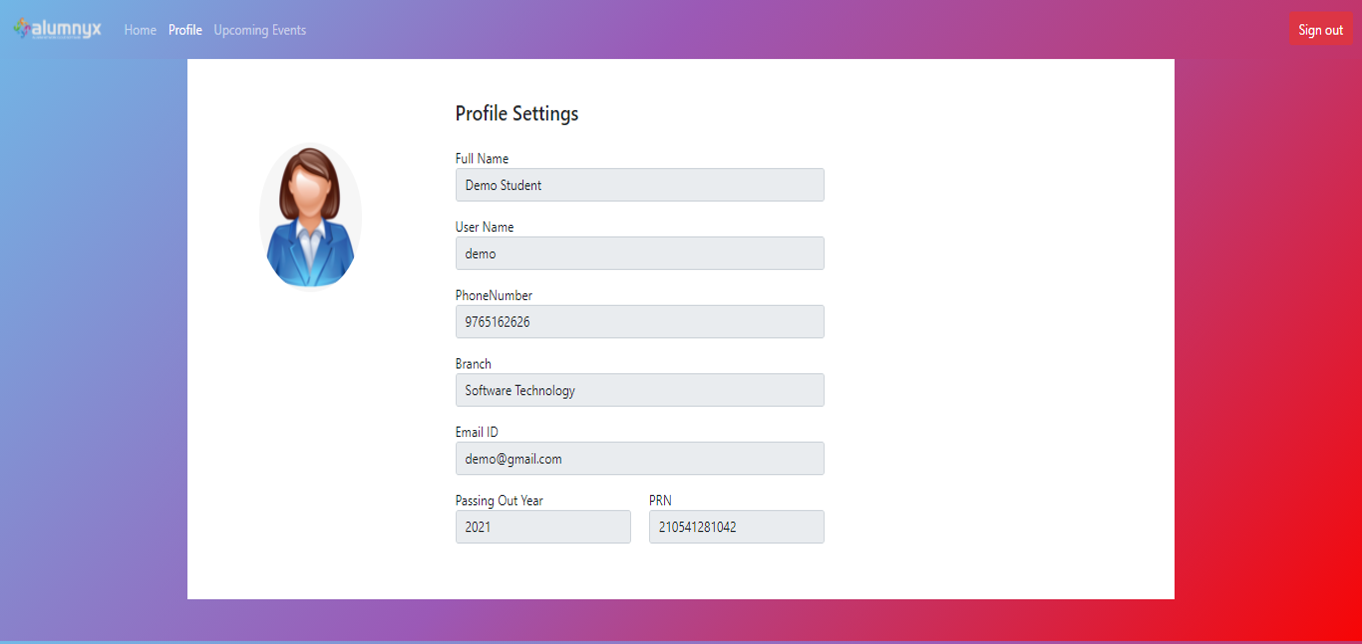 alumnyx Home Profile Upcoming Events Sign out
Profile Settings
Full Name
Demo Student
User Name
demo
PhoneNumber
9765162626
Branch
Software Technology
Email ID
demo@gmail.com
Passing Out Year PRN
2021 210541281042